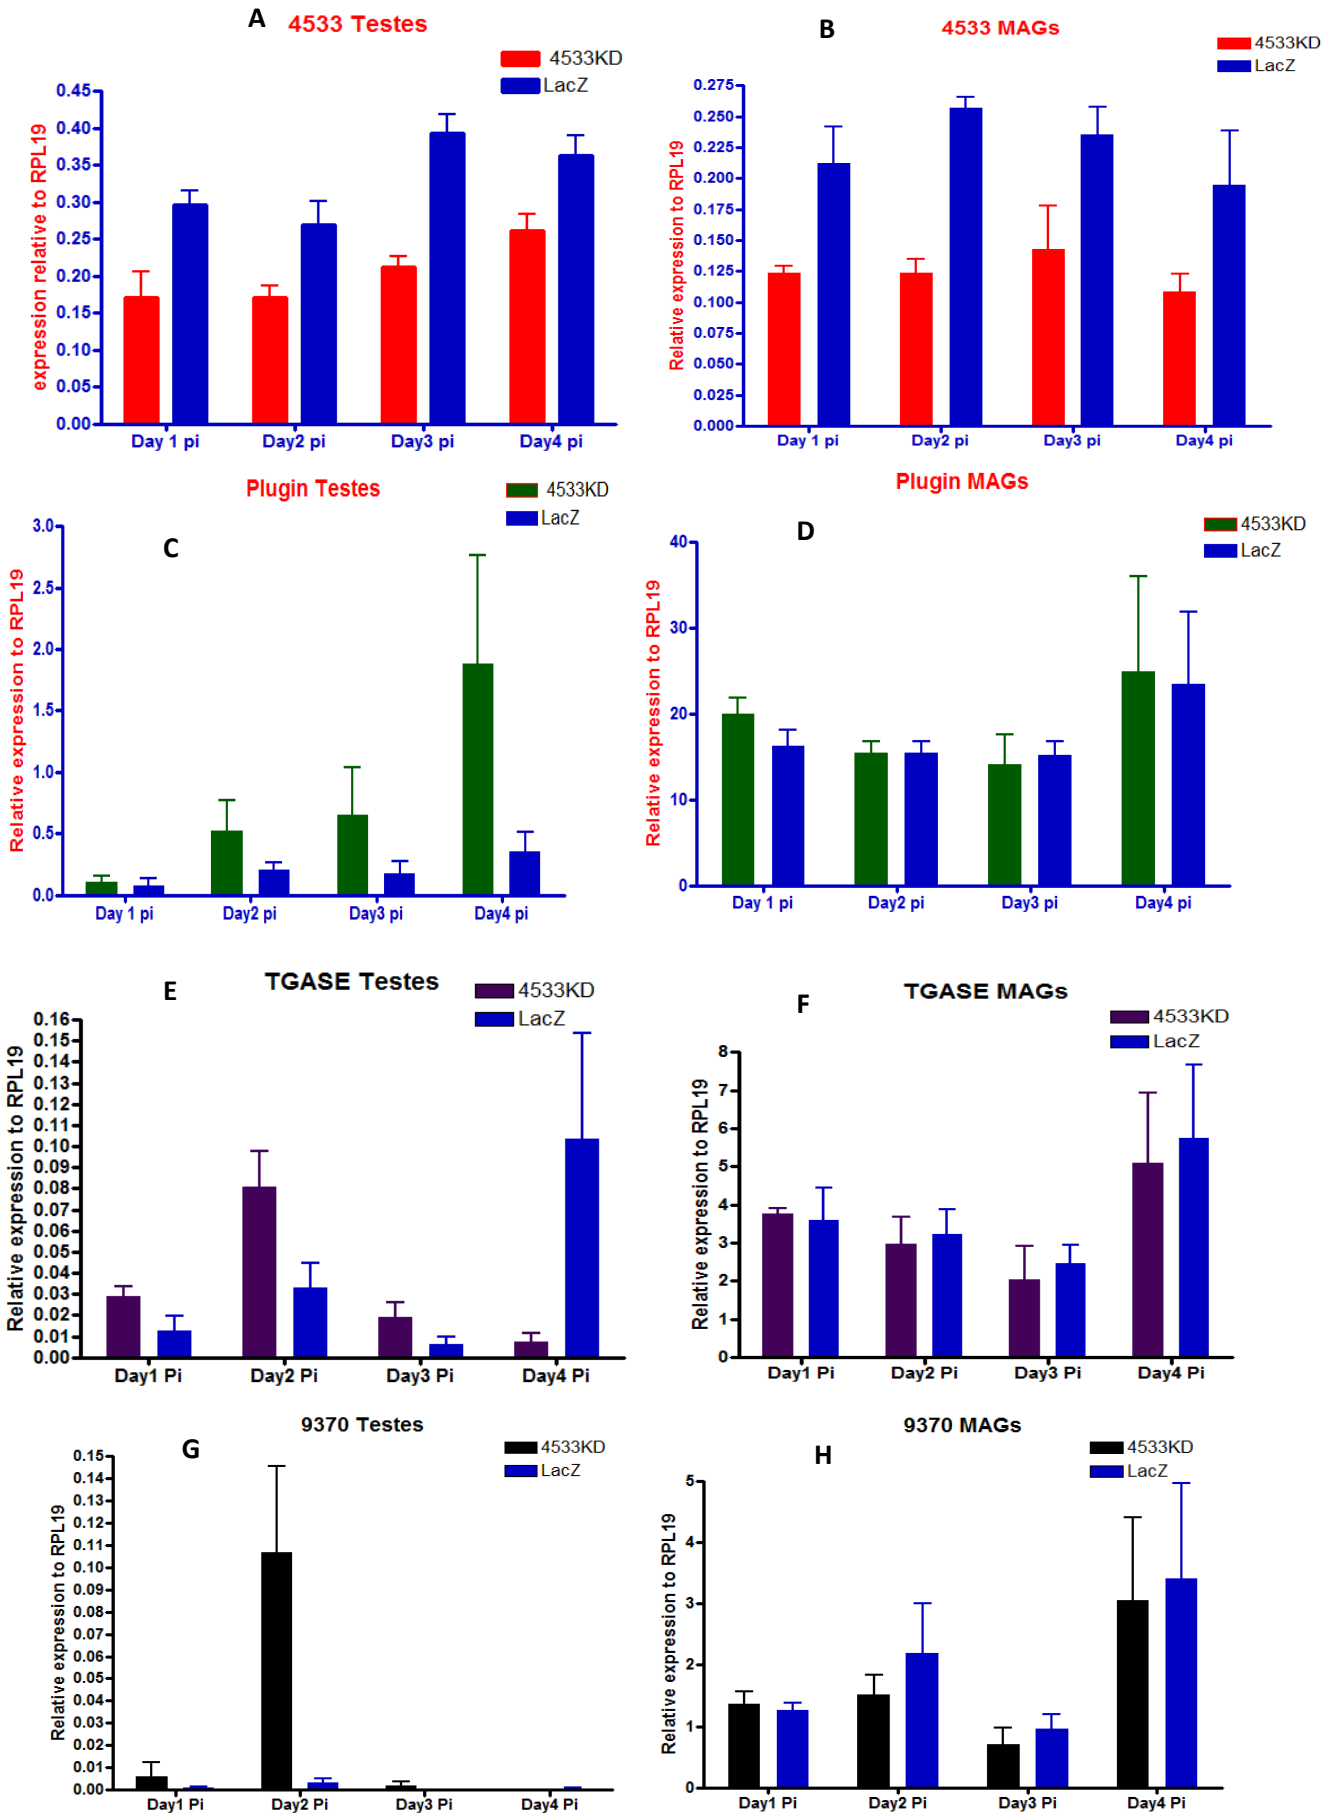 A
4533 Testes
4533KD
LacZ
expression relative to RPL19
0.45
0.40
0.35
0.30
0.25
0.20
0.15
0.10
0.05
0.00
Day 1 pi
Day2 pi
Day3 pi
Day4 pi
B
4533 MAGs
4533KD
LacZ
Relative expression to RPL19
0.275
0.250
0.225
0.200
0.175
0.150
0.125
0.100
0.075
0.050
0.025
0.000
Day 1 pi
Day2 pi
Day3 pi
Day4 pi
Plugin Testes
4533KD
LacZ
C
Relative expression to RPL19
3.0
2.5
2.0
1.5
1.0
0.5
0.0
Day 1 pi
Day2 pi
Day3 pi
Day4 pi
Plugin MAGs
4533KD
LacZ
D
Relative expression to RPL19
40
30
20
10
0
Day 1 pi
Day2 pi
Day3 pi
Day4 pi
TGASE Testes
E
4533KD
LacZ
Relative expression to RPL19
0.16
0.15
0.14
0.13
0.12
0.11
0.10
0.09
0.08
0.07
0.06
0.05
0.04
0.03
0.02
0.01
0.00
Day1 Pi
Day2 Pi
Day3 Pi
Day4 Pi
TGASE MAGs
F
4533KD
LacZ
Relative expression to RPL19
8
7
6
5
4
3
2
1
0
Day1 Pi
Day2 Pi
Day3 Pi
Day4 Pi
9370 Testes
G
4533KD
LacZ
Relative expression to RPL19
0.15
0.14
0.13
0.12
0.11
0.10
0.09
0.08
0.07
0.06
0.05
0.04
0.03
0.02
0.01
0.00
Day1 Pi
Day2 Pi
Day3 Pi
Day4 Pi
9370 MAGs
H
4533KD
LacZ
Relative expression to RPL19
5
4
3
2
1
0
Day1 Pi
Day2 Pi
Day3 Pi
Day4 Pi